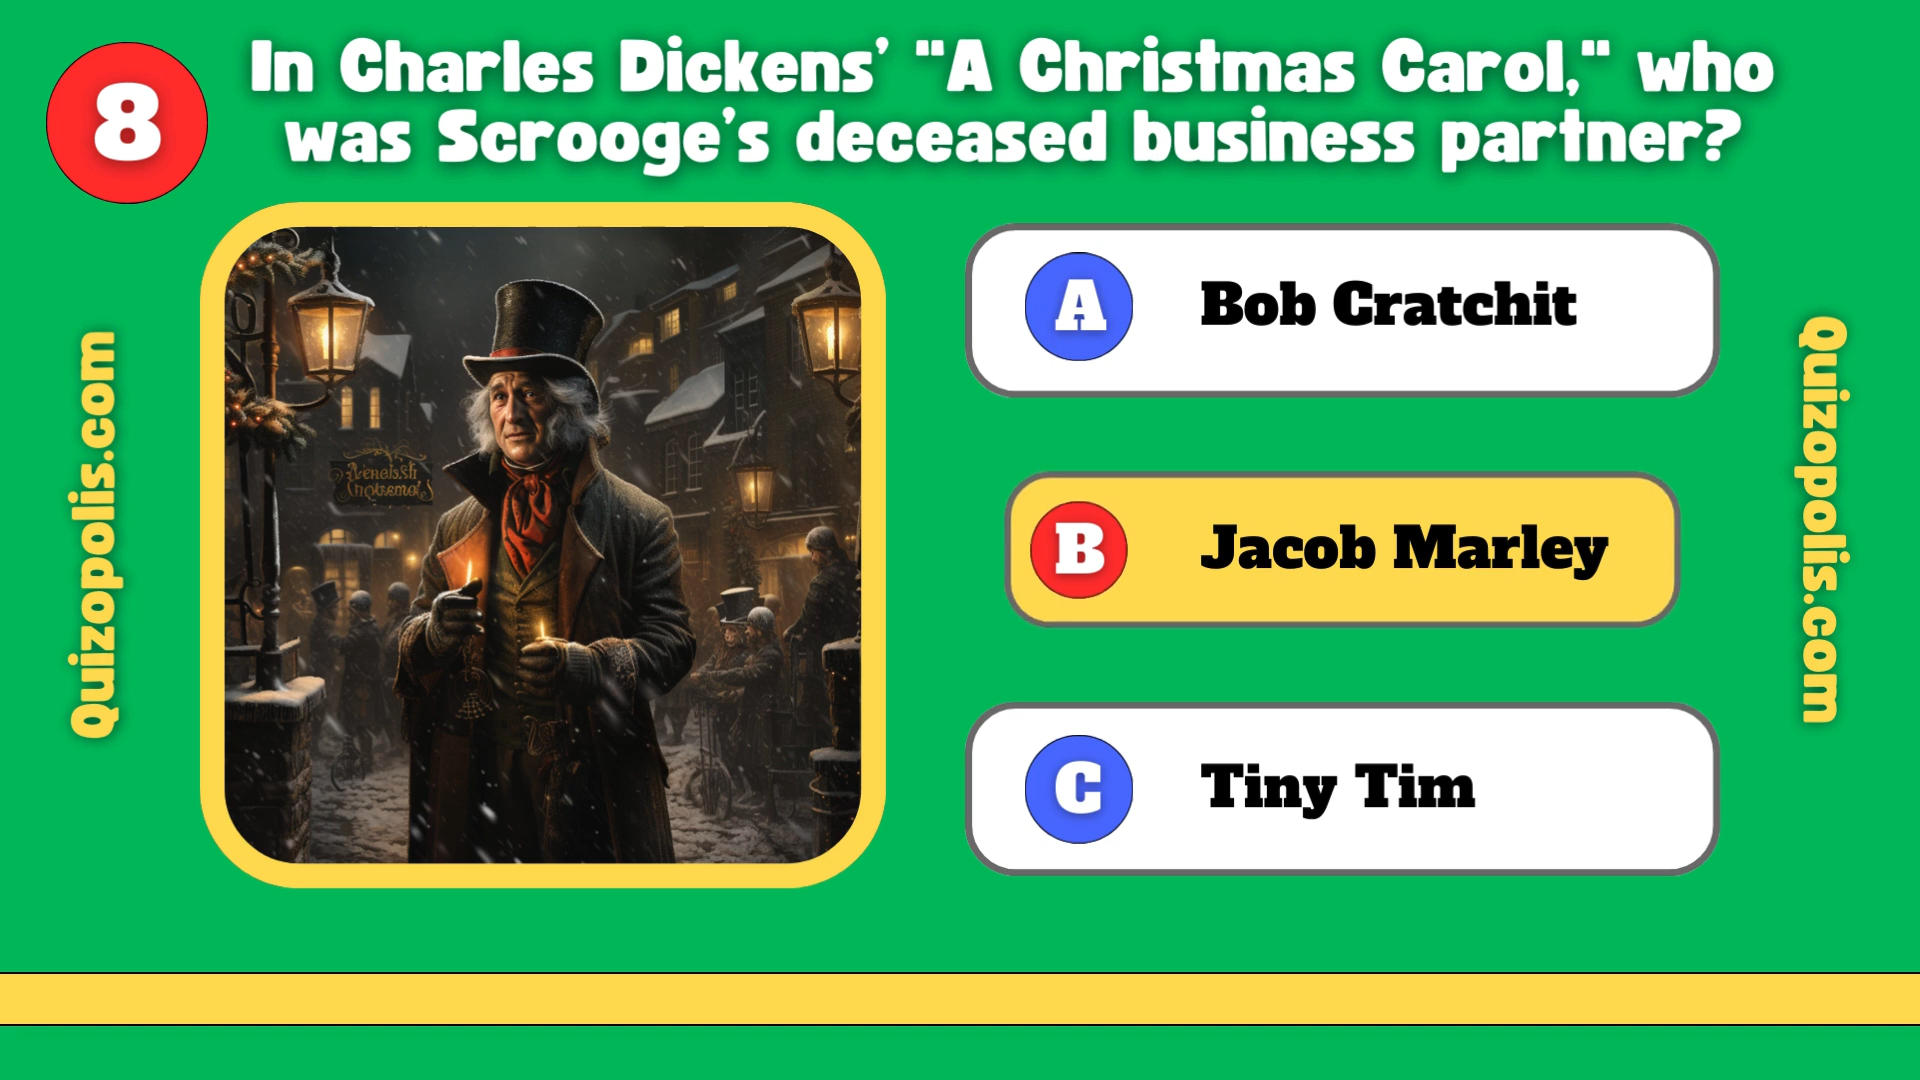 8
In Charles Dickens' "A Christmas Carol," who
was Scrooge's deceased business partner?
Quizopolis.com
A
Bob Cratchit
B
Jacob Marley
C
Tiny Tim
Quizopolis.com